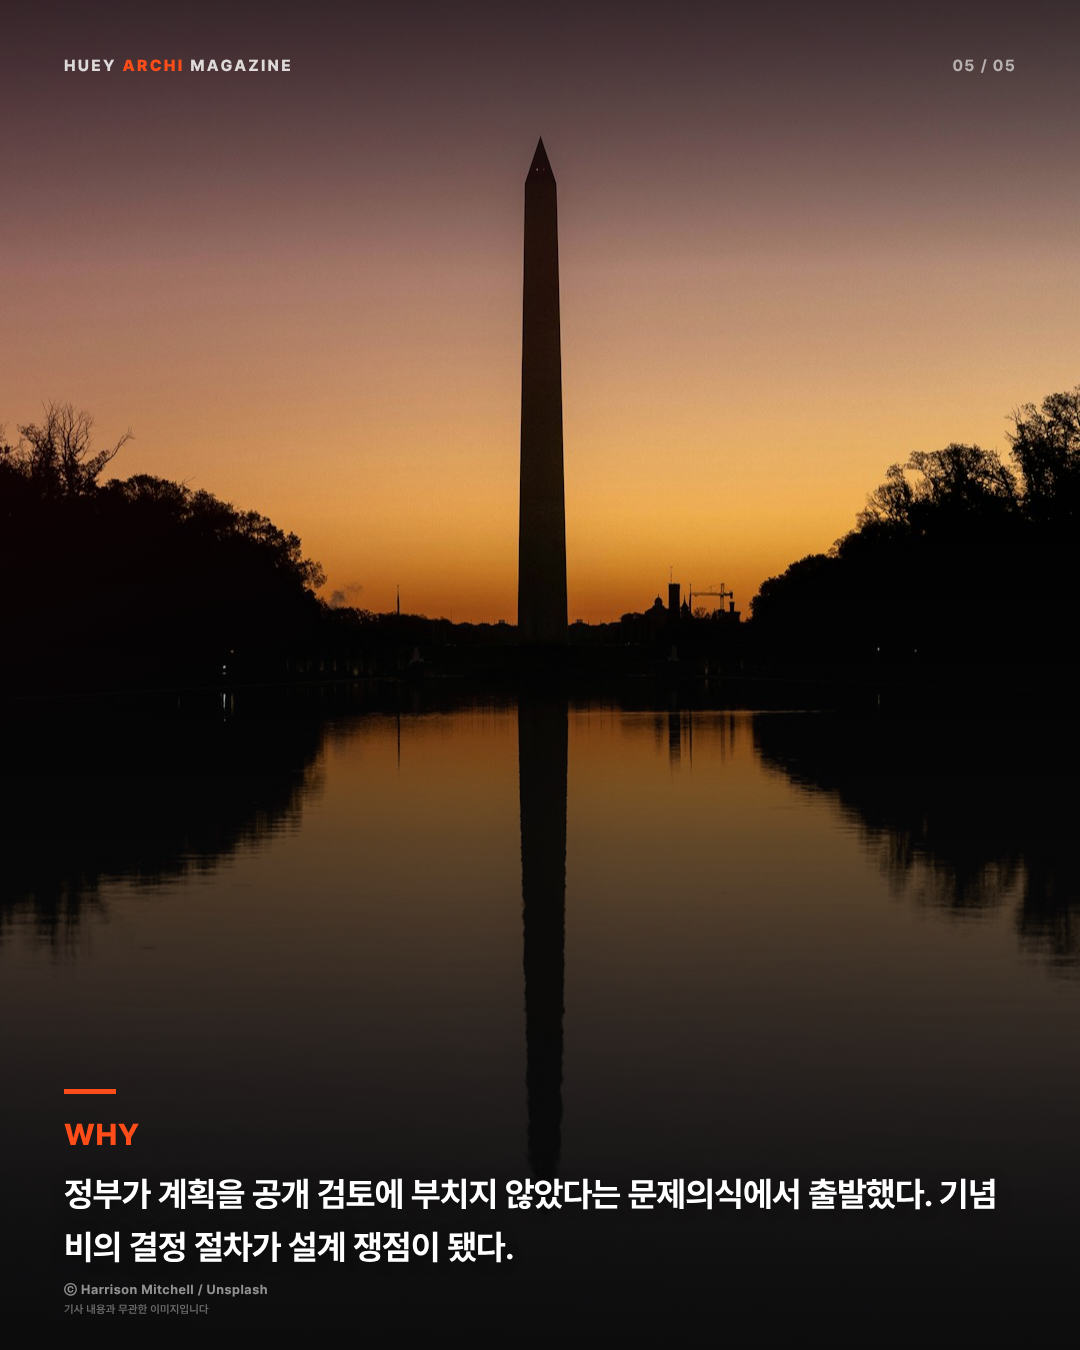 HUEY ARCHI MAGAZINE
05 / 05
WHY
정부가 계획을 공개 검토에 부치지 않았다는 문제의식에서 출발했다. 기념
비의 결정 절차가 설계 쟁점이 됐다.
© Harrison Mitchell / Unsplash
기사 내용과 무관한 이미지입니다